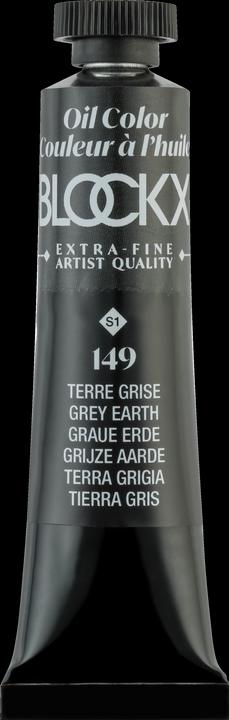 Oil Color
Couleur à l'huile
BLOCKX
EXTRA-FINE
ARTIST QUALITY
S1
149
TERRE GRISE
GREY EARTH
GRAUE ERDE
GRIJZE AARDE
TERRA GRIGIA
TIERRA GRIS